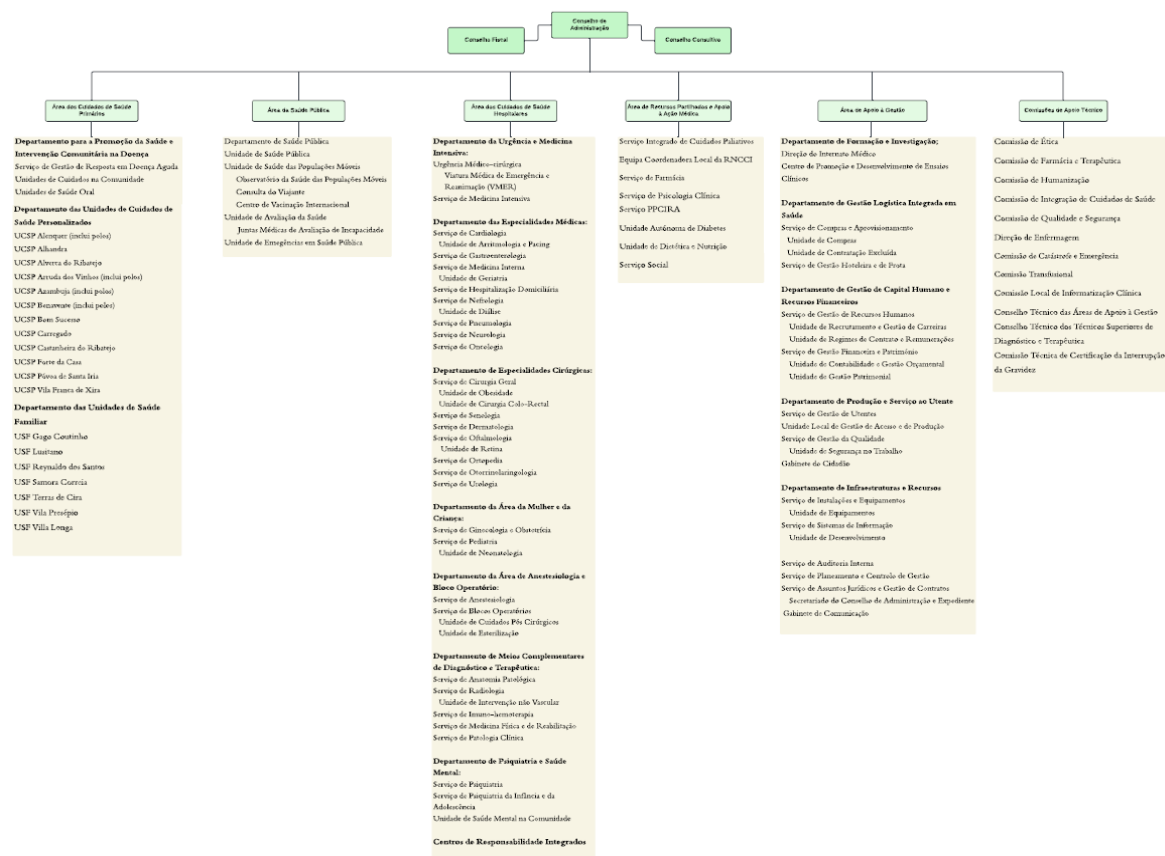 Conselho de
Administração
Conselho Fiscal
Conselho Consultivo
Área dos Cuidados de Saúde
Primários
Departamento para a Promoção da Saúde e
Intervenção Comunitária na Doença
Serviço de Gestão de Resposta em Doença Aguda
Unidades de Cuidados na Comunidade
Unidades de Saúde Oral
Departamento das Unidades de Cuidados de
Saúde Personalizados
UCSP Alenquer (inclui polos)
UCSP Alhandra
UCSP Alverca do Ribatejo
UCSP Arruda dos Vinhos (inclui polos)
UCSP Azambuja (inclui polos)
UCSP Benavente (inclui polos)
UCSP Bom Sucesso
UCSP Carregado
UCSP Castanheira do Ribatejo
UCSP Forte da Casa
UCSP Póvoa de Santa Iria
UCSP Vila Franca de Xira
Departamento das Unidades de Saúde
Familiar
USF Gago Coutinho
USF Lusitano
USF Reynaldo dos Santos
USF Samora Correia
USF Terras de Cira
USF Vila Presépio
USF Villa Longa
Área da Saúde Pública
Departamento de Saúde Pública
Unidade de Saúde Pública
Unidade de Saúde das Populações Móveis
Observatório da Saúde das Populações Móveis
Consulta do Viajante
Centro de Vacinação Internacional
Unidade de Avaliação da Saúde
Juntas Médicas de Avaliação de Incapacidade
Unidade de Emegências em Saúde Pública
Área dos Cuidados de Saúde
Hospitalares
Departamento da Urgência e Medicina
Intensiva:
Urgência Médico-cirúrgica
Viatura Médica de Emergência e
Reanimação (VMER)
Serviço de Medicina Intensiva
Departamento das Especialidades Médicas:
Serviço de Cardiologia
Unidade de Arritmologia e Pacing
Serviço de Gastroenterologia
Serviço de Medicina Interna
Unidade de Geriatria
Serviço de Hospitalização Domiciliária
Serviço de Nefrologia
Unidade de Diálise
Serviço de Pneumologia
Serviço de Neurologia
Serviço de Oncologia
Departamento de Especialidades Cirúrgicas:
Serviço de Cirurgia Geral
Unidade de Obesidade
Unidade de Cirurgia Colo-Rectal
Serviço de Senologia
Serviço de Dermatologia
Serviço de Oftalmologia
Unidade de Retina
Serviço de Ortopedia
Serviço de Otorrinolaringologia
Serviço de Urologia
Departamento da Área da Mulher e da
Criança:
Serviço de Ginecologia e Obstetrícia
Serviço de Pediatria
Unidade de Neonatologia
Departamento da Área de Anestesiologia e
Bloco Operatório:
Serviço de Anestesiologia
Serviço de Blocos Operatórios
Unidade de Cuidados Pós Cirúrgicos
Unidade de Esterilização
Departamento de Meios Complementares
de Diagnóstico e Terapêutica:
Serviço de Anatomia Patológica
Serviço de Radiologia
Unidade de Intervenção não Vascular
Serviço de Imuno-hemoterapia
Serviço de Medicina Física e de Reabilitação
Serviço de Patologia Clínica
Departamento de Psiquiatria e Saúde
Mental:
Serviço de Psiquiatria
Serviço de Psiquiatria da Infância e da
Adolescência
Unidade de Saúde Mental na Comunidade
Centros de Responsabilidade Integrados
Área de Recursos Partilhados e Apoio
à Ação Médica
Serviço Integrado de Cuidados Paliativos
Equipa Coordenadora Local da RNCCI
Serviço de Farmácia
Serviço de Psicologia Clínica
Serviço PPCIRA
Unidade Autónoma de Diabetes
Unidade de Dietética e Nutrição
Serviço Social
Área de Apoio à Gestão
Departamento de Formação e Investigação;
Direção de Internato Médico
Centro de Promoção e Desenvolvimento de Ensaios
Clínicos
Departamento de Gestão Logística Integrada em
Saúde
Serviço de Compras e Aprovisionamento
Unidade de Compras
Unidade de Contratação Excluída
Serviço de Gestão Hoteleira e de Frota
Departamento de Gestão de Capital Humano e
Recursos Financeiros
Serviço de Gestão de Recursos Humanos
Unidade de Recrutamento e Gestão de Carreiras
Unidade de Regimes de Contrato e Remunerações
Serviço de Gestão Financeira e Património
Unidade de Contabilidade e Gestão Orçamental
Unidade de Gestão Patrimonial
Departamento de Produção e Serviço ao Utente
Serviço de Gestão de Utentes
Unidade Local de Gestão de Acesso e de Produção
Serviço de Gestão da Qualidade
Unidade de Segurança no Trabalho
Gabinete do Cidadão
Departamento de Infraestruturas e Recursos
Serviço de Instalações e Equipamentos
Unidade de Equipamentos
Serviço de Sistemas de Informação
Unidade de Desenvolvimento
Serviço de Auditoria Interna
Serviço de Planeamento e Controlo de Gestão
Serviço de Assuntos Jurídicos e Gestão de Contratos
Secretariado do Conselho de Administração e Expediente
Gabinete de Comunicação
Comissões de Apoio Técnico
Comissão de Ética
Comissão de Farmácia e Terapêutica
Comissão de Humanização
Comissão de Integração de Cuidados de Saúde
Comissão de Qualidade e Segurança
Direção de Enfermagem
Comissão de Catástrofe e Emergência
Comissão Transfusional
Comissão Local de Informatização Clínica
Conselho Técnico das Áreas de Apoio à Gestão
Conselho Técnico dos Técnicos Superiores de
Diagnóstico e Terapêutica
Comissão Técnica de Certificação da Interrupção
da Gravidez